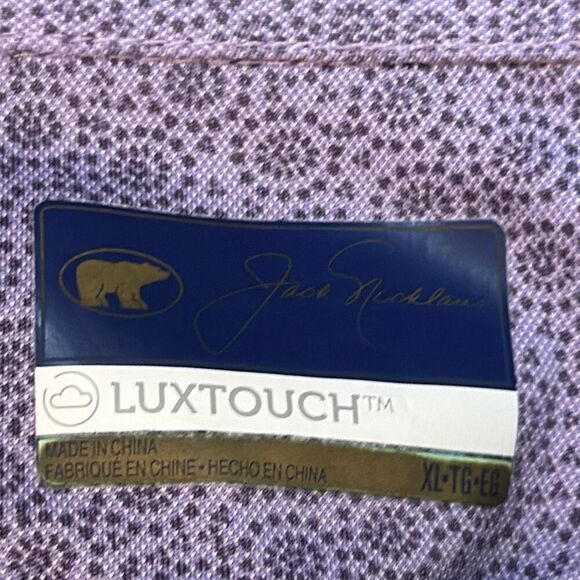 Jack Nicklaus
LUXTOUCH™
MADE IN CHINA
FABRIQUÉ EN CHINE • HECHO EN CHINA
XL•TG•EG